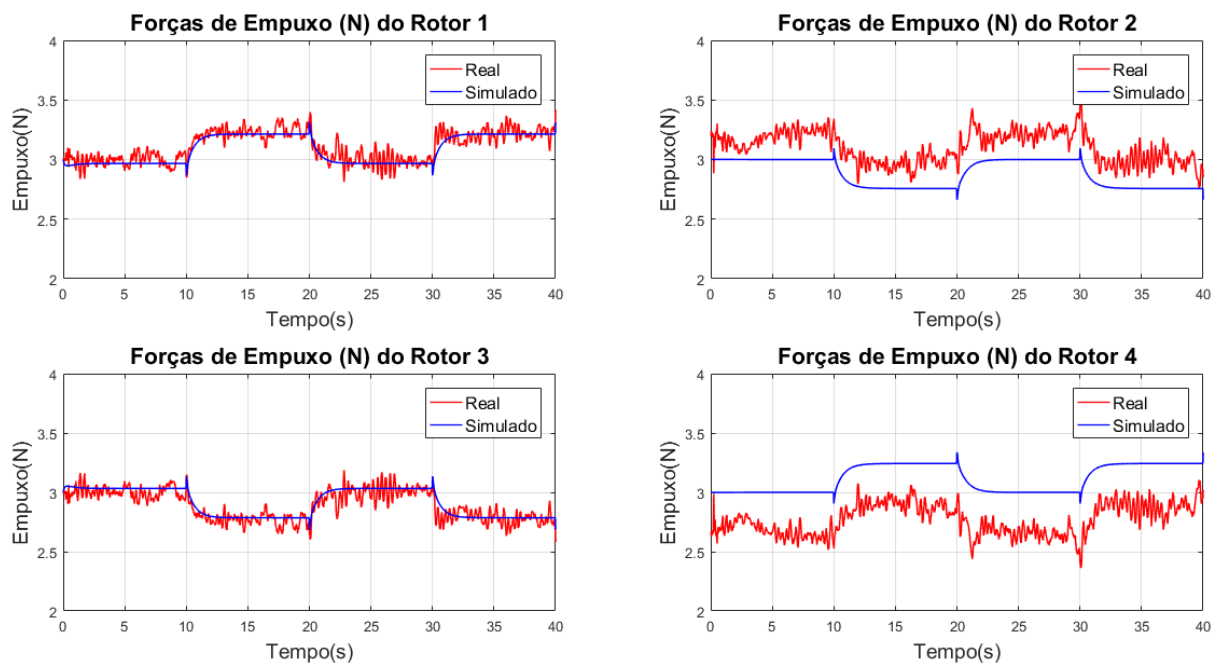 Forças de Empuxo (N) do Rotor 1
4
3.5
3
2.5
2
Empuxo(N)
Real
Simulado
0 5 10 15 20 25 30 35 40
Tempo(s)
Forças de Empuxo (N) do Rotor 2
4
3.5
3
2.5
2
Empuxo(N)
Real
Simulado
0 5 10 15 20 25 30 35 40
Tempo(s)
Forças de Empuxo (N) do Rotor 3
4
3.5
3
2.5
2
Empuxo(N)
Real
Simulado
0 5 10 15 20 25 30 35 40
Tempo(s)
Forças de Empuxo (N) do Rotor 4
4
3.5
3
2.5
2
Empuxo(N)
Real
Simulado
0 5 10 15 20 25 30 35 40
Tempo(s)